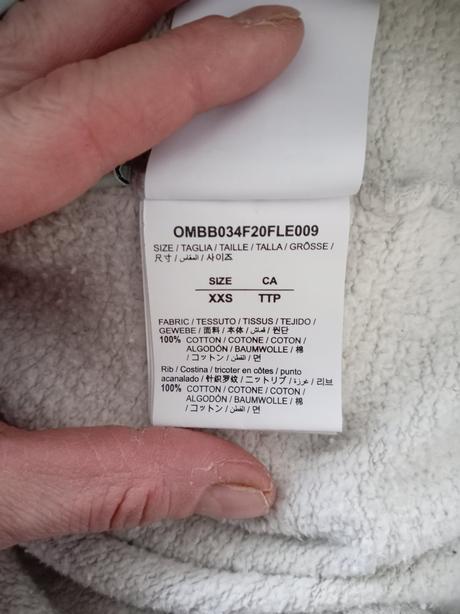 OMBB034F20FLE009
SIZE / TAGLIA / TAILLE / TALLA / GRÖSSE /
尺寸 / المقاس / 사이즈
SIZE CA
XXS TTP
FABRIC / TESSUTO / TISSUS / TEJIDO /
GEWEBE / 面料 / 本体 / قماش / 원단
100% COTTON / COTONE / COTON /
ALGODÓN / BAUMWOLLE / 棉
/ コットン / القطن / 면
Rib / Costina / tricoter en côtes / punto
acanalado / 针织罗纹 / ニットリブ / غرزة / 리브
100% COTTON / COTONE / COTON /
ALGODÓN / BAUMWOLLE / 棉
/ コットン / القطن / 면